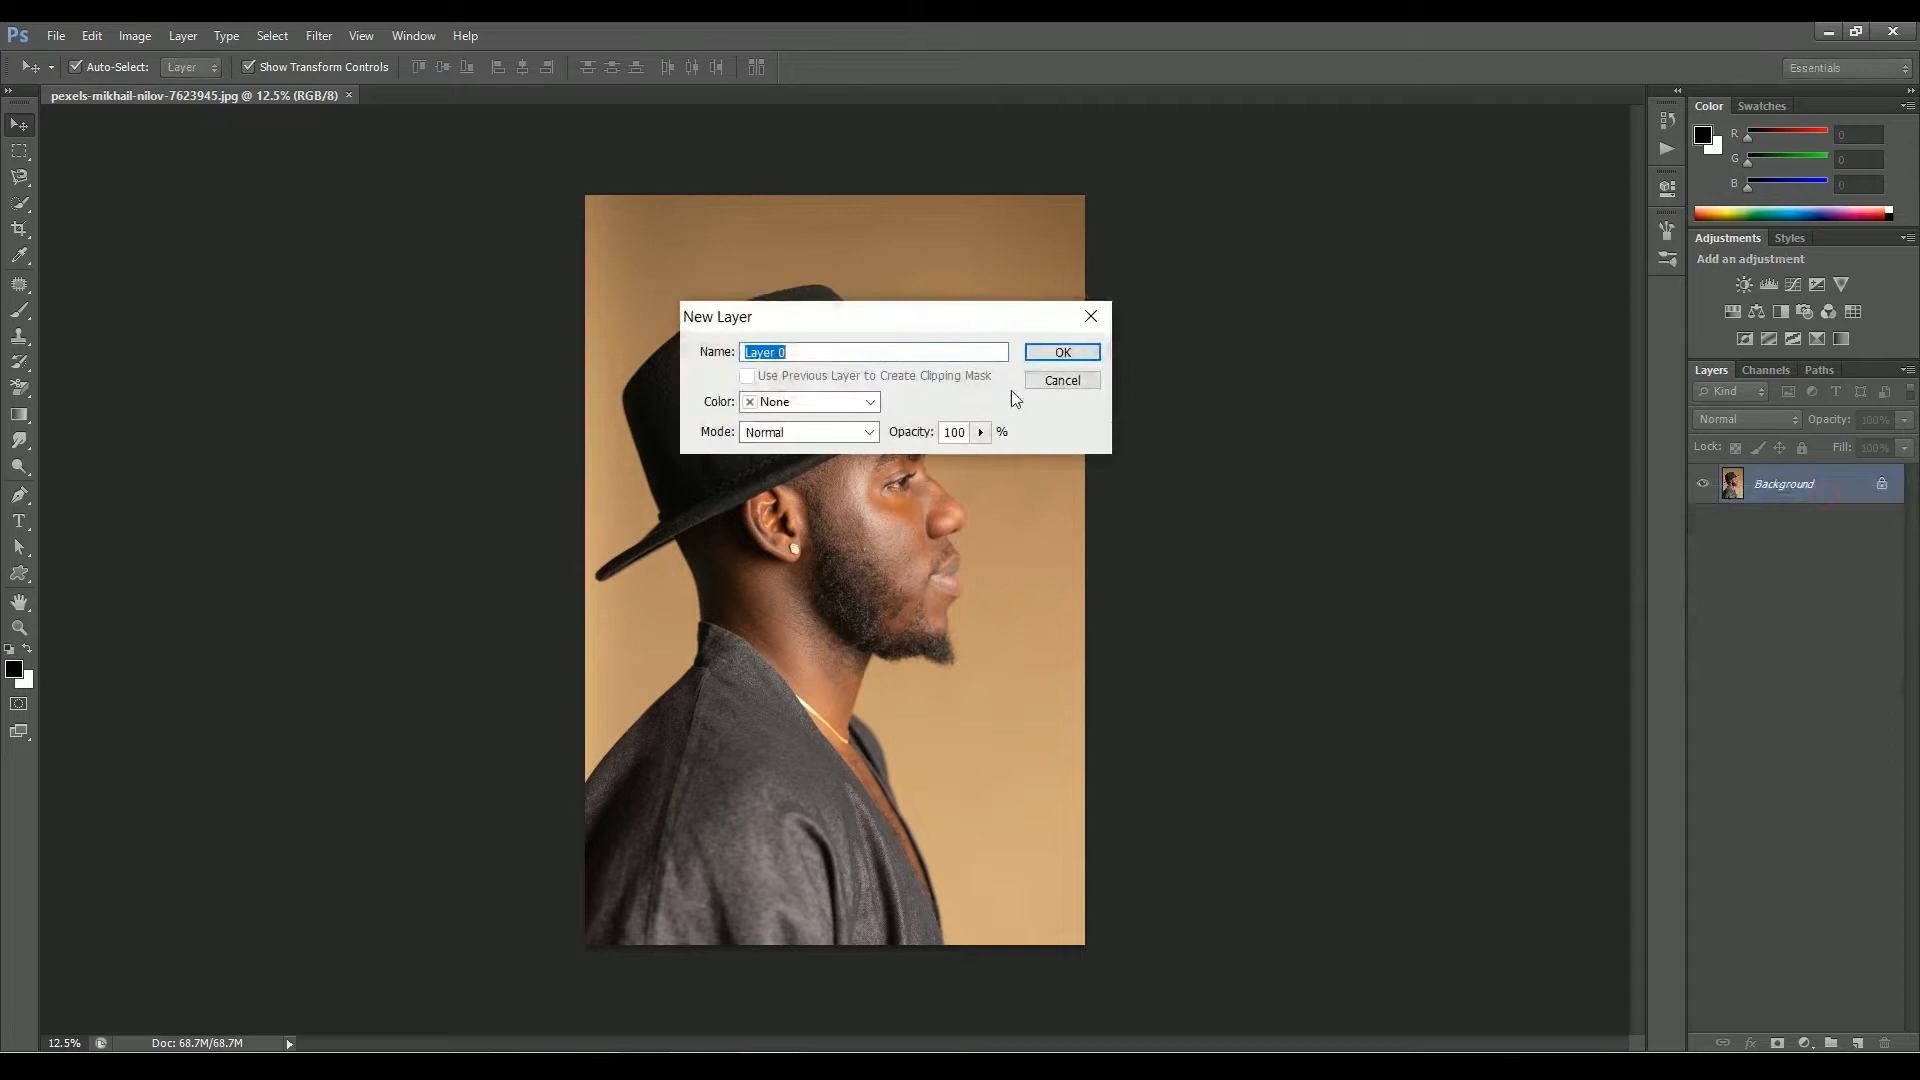 Ps File Edit Image Layer Type Select Filter View Window Help
Auto-Select: Layer Show Transform Controls Essentials
pexels-mikhail-nilov-7623945.jpg @ 12.5% (RGB/8) ×
Color Swatches
R 0
G 0
B 0
Adjustments Styles
Add an adjustment
New Layer
Name: Layer 0 OK
Use Previous Layer to Create Clipping Mask Cancel
Color: None
Mode: Normal Opacity: 100 %
Layers Channels Paths
Kind
Normal Opacity: 100%
Lock: Fill: 100%
Background
12.5% Doc: 68.7M/68.7M